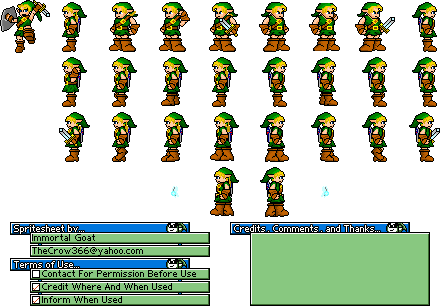 Spritesheet by...
Immortal Goat
TheCrow366@yahoo.com
Terms of Use...
Contact For Permission Before Use
Credit Where And When Used
Inform When Used
Credits, Comments, and Thanks...